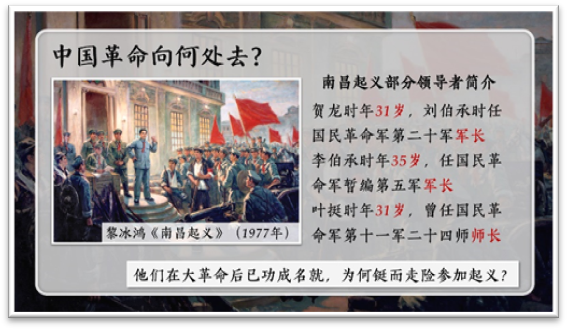 中国革命向何处去?
南昌起义部分领导者简介
贺龙时年31岁，刘伯承时任
国民革命军第二十军军长
李伯承时年35岁，任国民革
命军暂编第五军军长
叶挺时年31岁，曾任国民革
命军第十一军二十四师师长
黎冰鸿《南昌起义》（1977年）
他们在大革命后已功成名就，为何铤而走险参加起义?